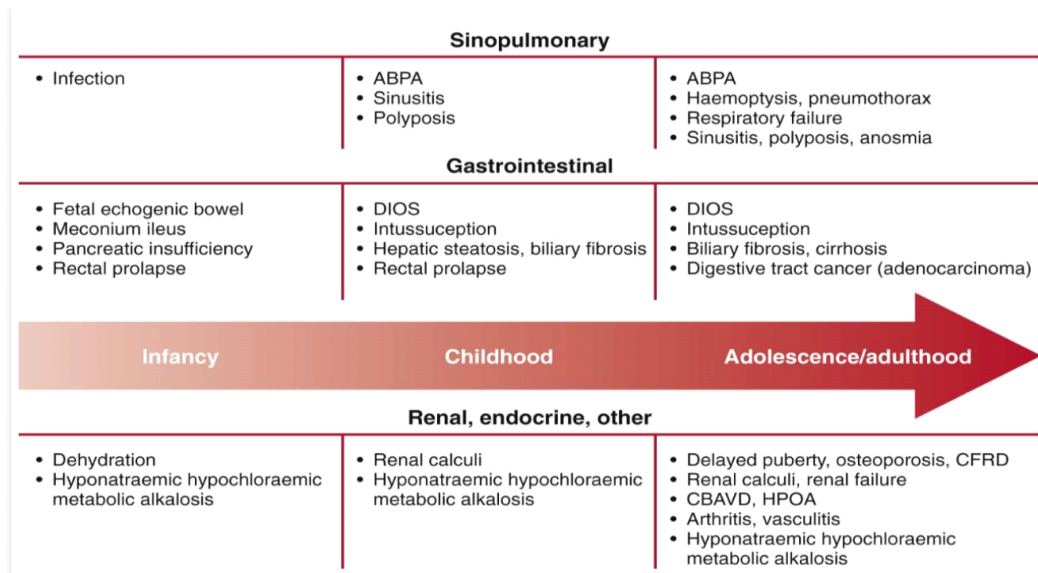 Sinopulmonary
• Infection
• ABPA
• Sinusitis
• Polyposis
• ABPA
• Haemoptysis, pneumothorax
• Respiratory failure
• Sinusitis, polyposis, anosmia
Gastrointestinal
• Fetal echogenic bowel
• Meconium ileus
• Pancreatic insufficiency
• Rectal prolapse
• DIOS
• Intussuception
• Hepatic steatosis, biliary fibrosis
• Rectal prolapse
• DIOS
• Intussuception
• Biliary fibrosis, cirrhosis
• Digestive tract cancer (adenocarcinoma)
Infancy
Childhood
Adolescence/adulthood
Renal, endocrine, other
• Dehydration
• Hyponatraemic hypochloraemic
metabolic alkalosis
• Renal calculi
• Hyponatraemic hypochloraemic
metabolic alkalosis
• Delayed puberty, osteoporosis, CFRD
• Renal calculi, renal failure
• CBAVD, HPOA
• Arthritis, vasculitis
• Hyponatraemic hypochloraemic
metabolic alkalosis